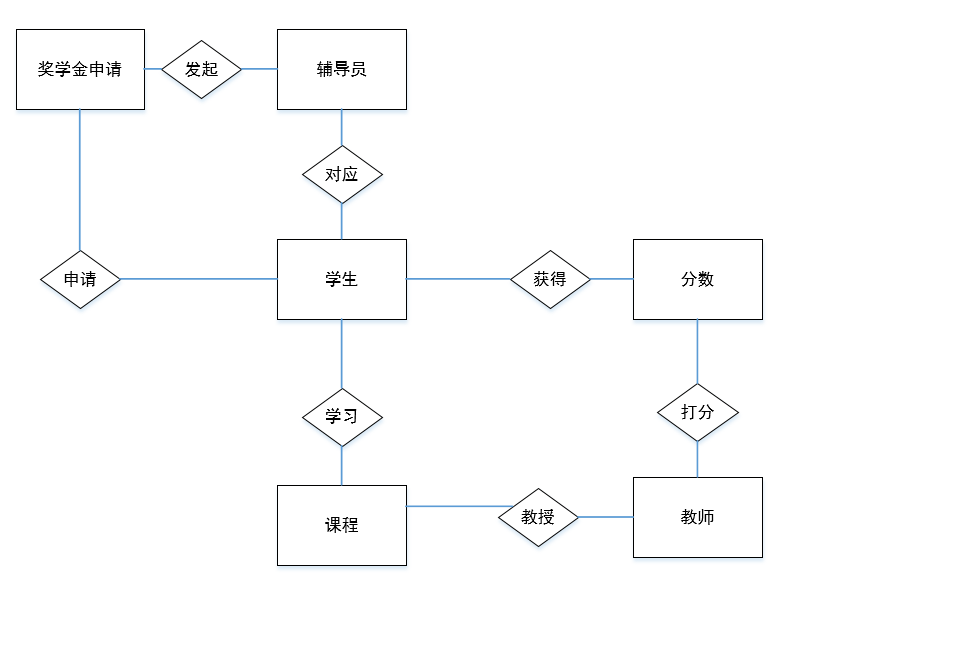 奖学金申请
发起
辅导员
对应
申请
学生
获得
分数
学习
打分
课程
教授
教师